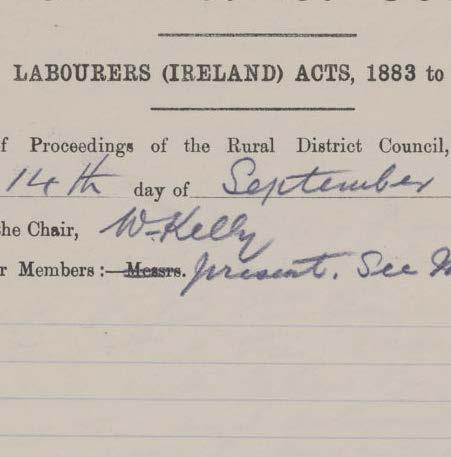 LABOURERS (IRELAND) ACTS, 1883 to
f Proceedings of the Rural District Council,
14th day of September
the Chair, W. Kelly
r Members:—Messrs. present. See